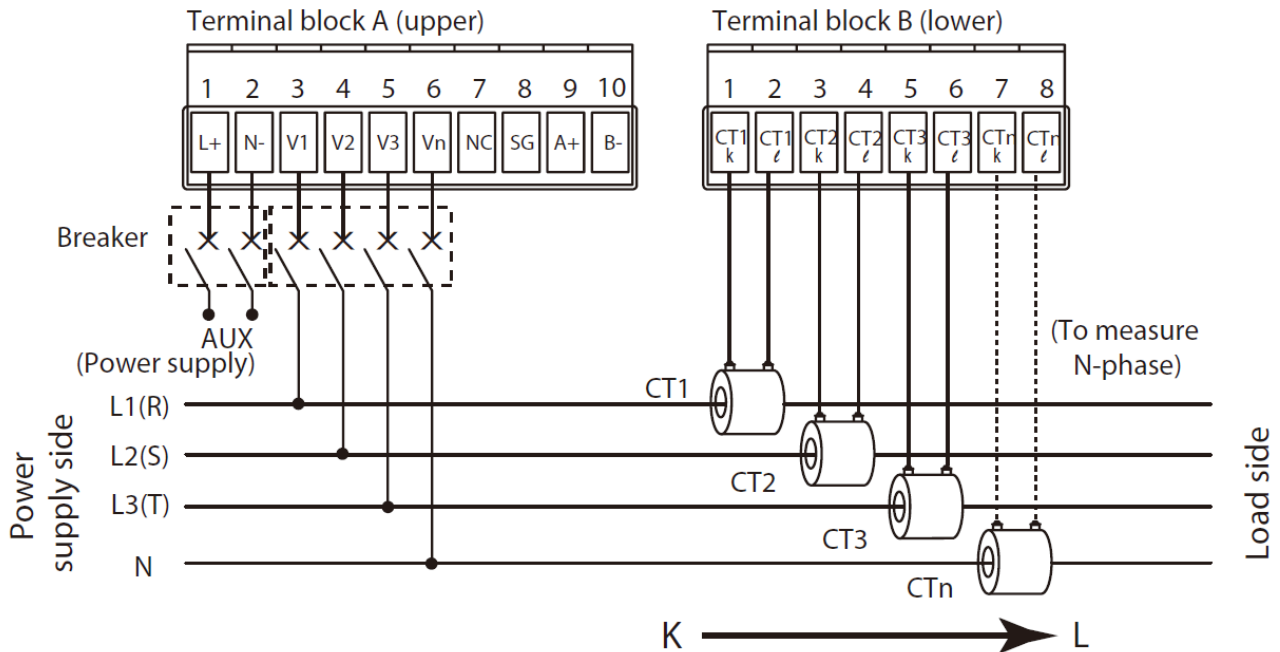 Terminal block A (upper)
Terminal block B (lower)
1 2 3 4 5 6 7 8 9 10
L+ N- V1 V2 V3 Vn NC SG A+ B-
1 2 3 4 5 6 7 8
CT1 k
CT1 ℓ
CT2 k
CT2 ℓ
CT3 k
CT3 ℓ
CTn k
CTn ℓ
Breaker
AUX
(Power supply)
(To measure
N-phase)
Power
supply side
L1(R)
L2(S)
L3(T)
N
CT1
CT2
CT3
CTn
Load side
K L